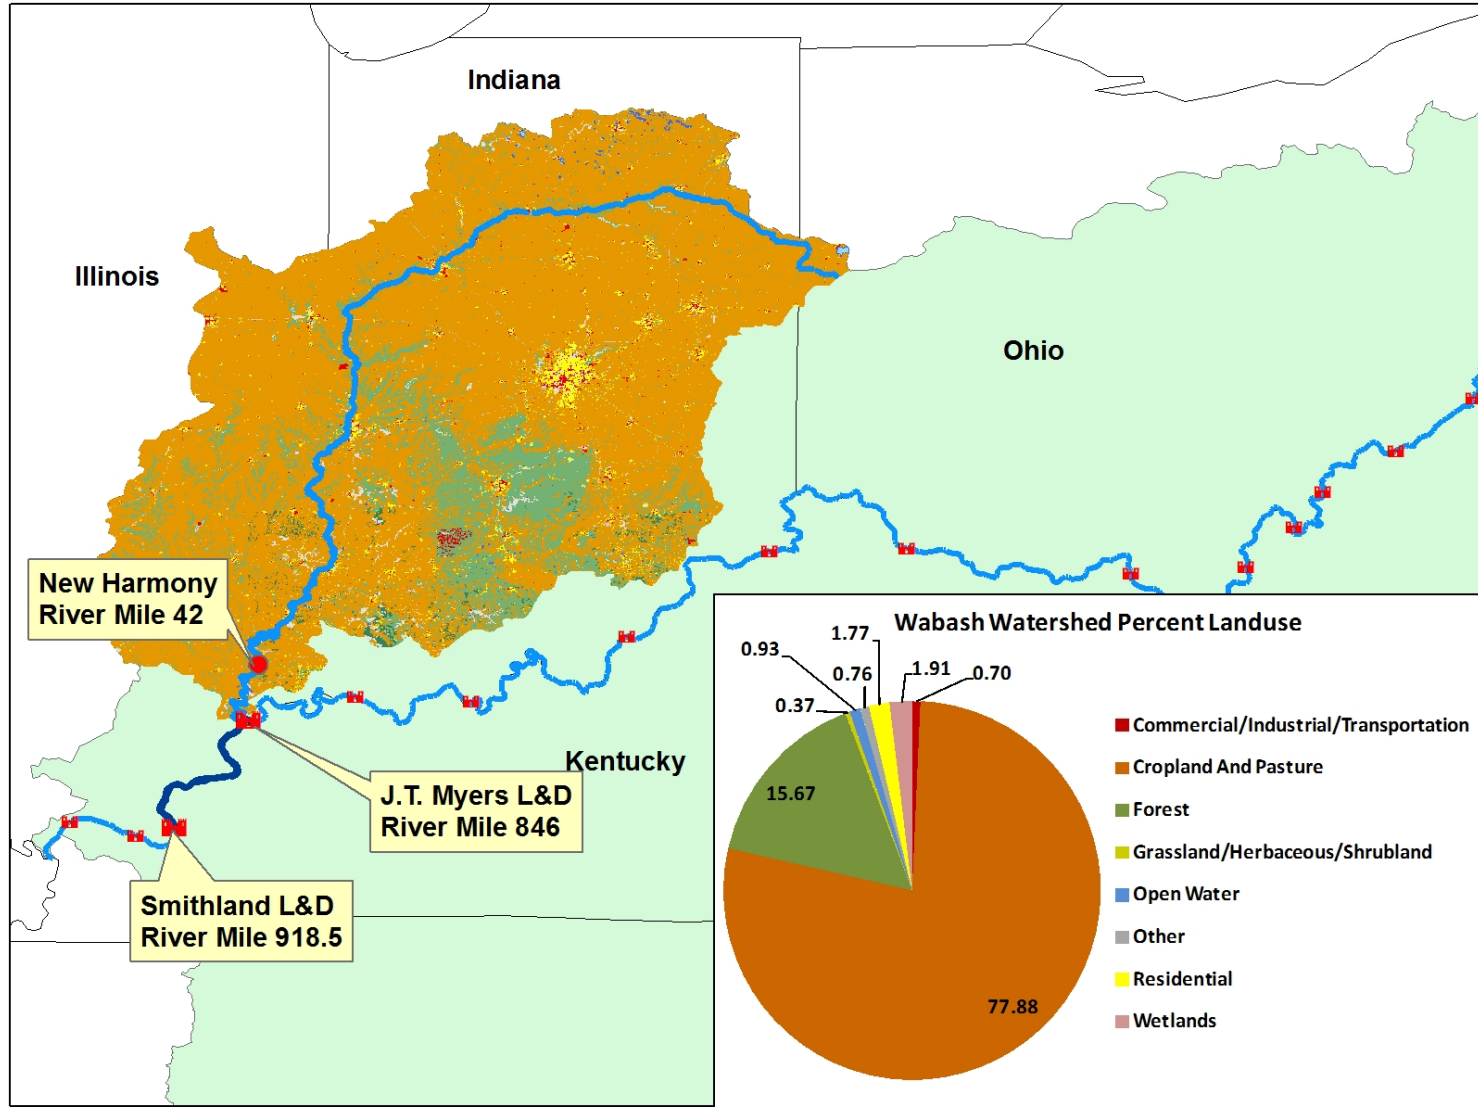 Indiana
Illinois
Ohio
New Harmony
River Mile 42
Kentucky
J.T. Myers L&D
River Mile 846
Smithland L&D
River Mile 918.5
Wabash Watershed Percent Landuse
0.93
0.37
0.76
1.77
1.91
0.70
15.67
77.88
Commercial/Industrial/Transportation
Cropland And Pasture
Forest
Grassland/Herbaceous/Shrubland
Open Water
Other
Residential
Wetlands